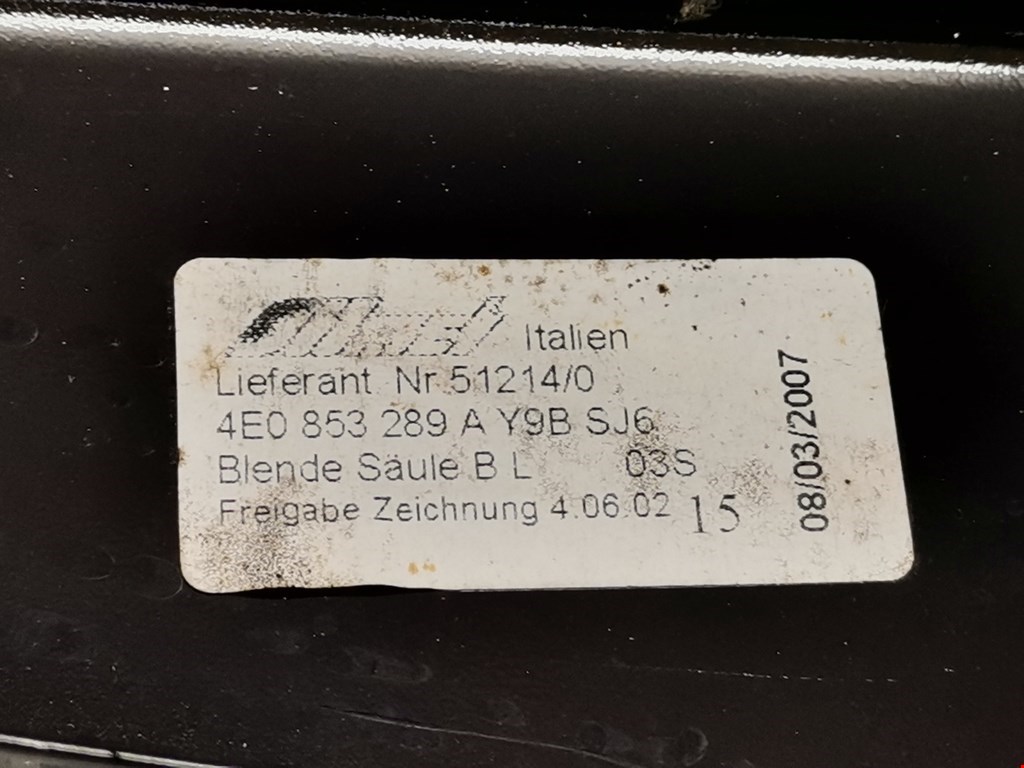 Italien
Lieferant Nr 51214/0
4E0 853 289 A Y9B SJ6
Blende Säule B L 03S
Freigabe Zeichnung 4.06.02 15
08/03/2007